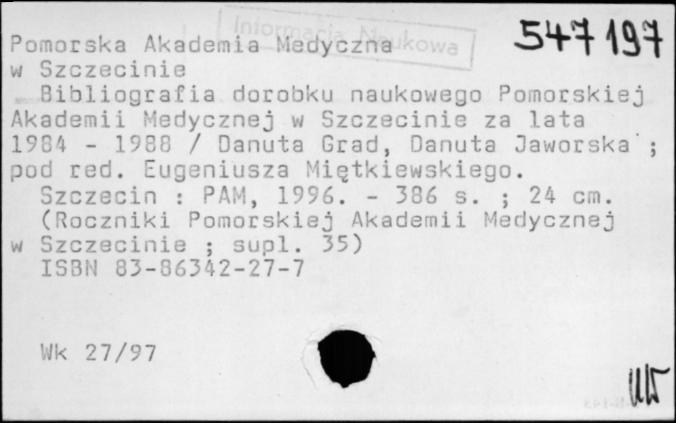 Informacja Naukowa
547197
Pomorska Akademia Medyczna
w Szczecinie
Bibliografia dorobku naukowego Pomorskiej
Akademii Medycznej w Szczecinie za lata
1984 - 1988 / Danuta Grad, Danuta Jaworska ;
pod red. Eugeniusza Miętkiewskiego.
Szczecin : PAM, 1996. - 386 s. ; 24 cm.
(Roczniki Pomorskiej Akademii Medycznej
w Szczecinie ; supl. 35)
ISBN 83-86342-27-7
Wk 27/97